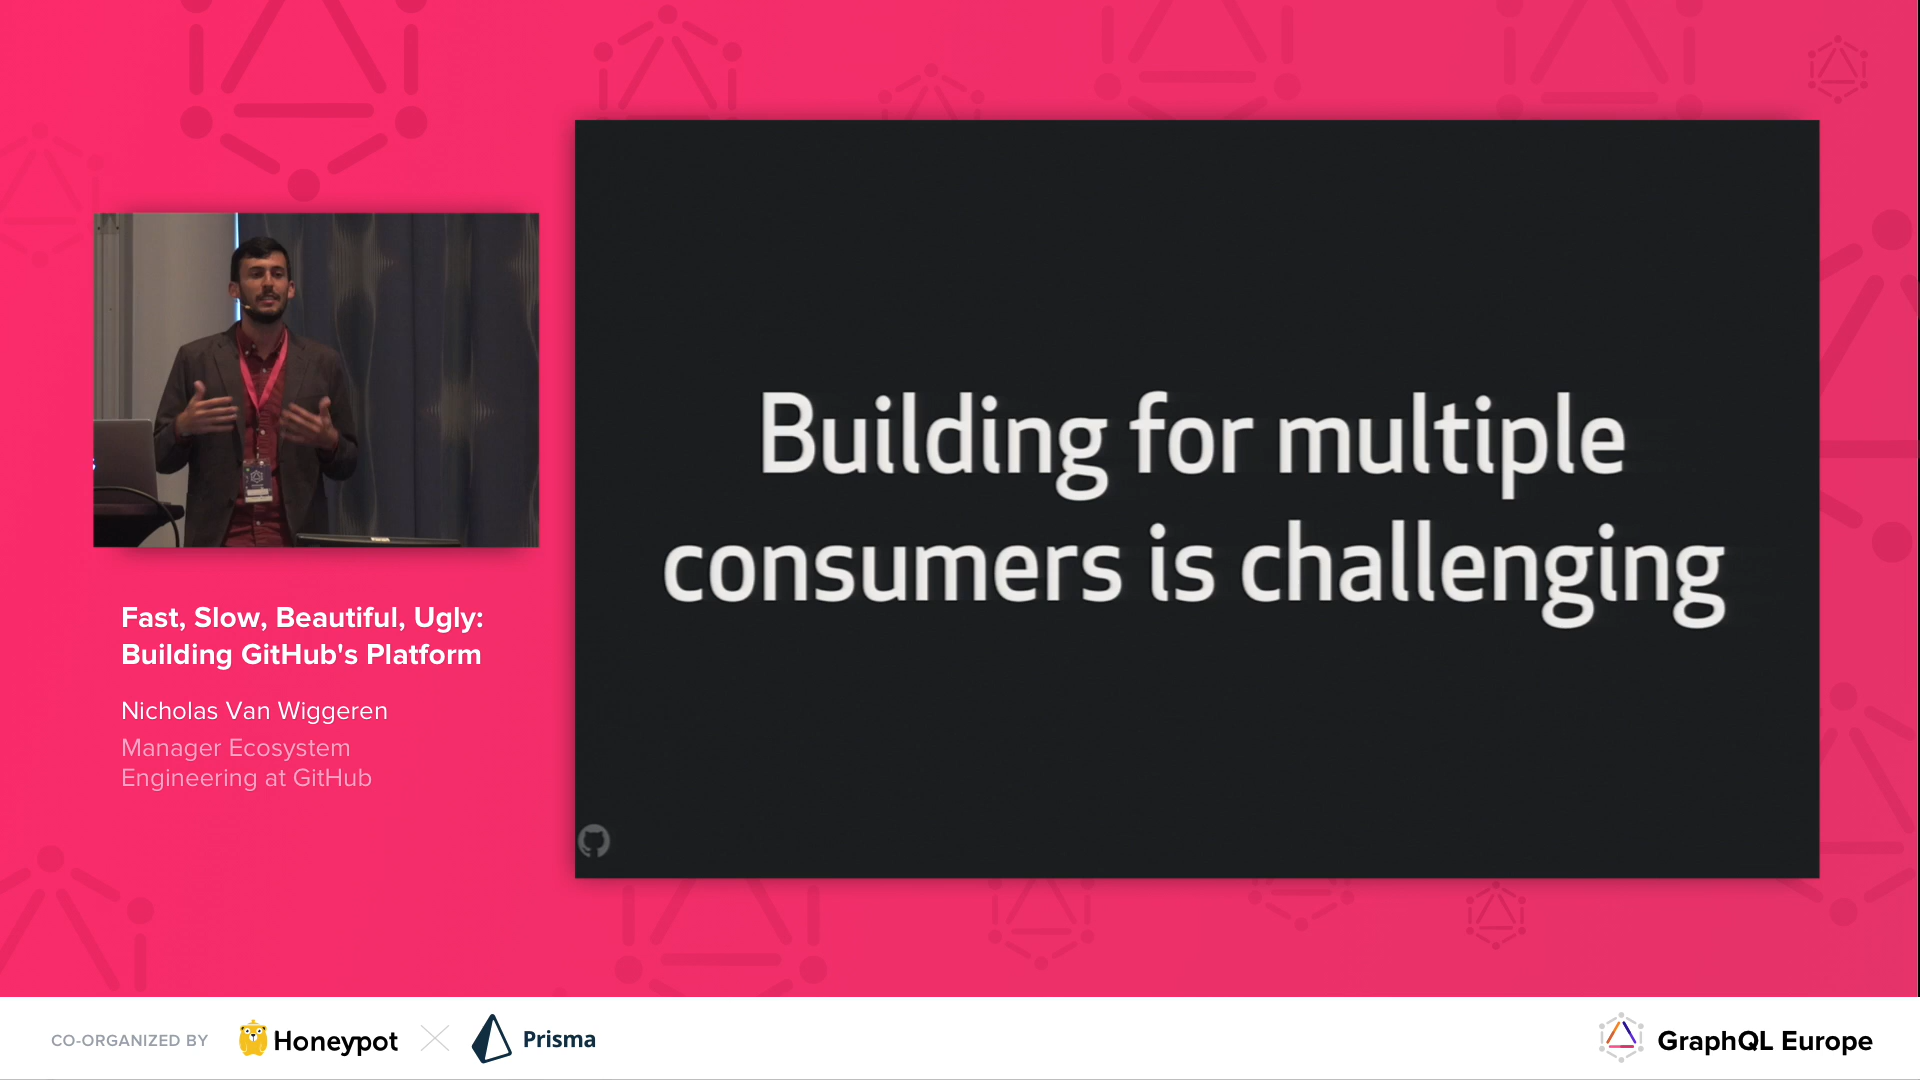 Building for multiple
consumers is challenging
Fast, Slow, Beautiful, Ugly:
Building GitHub's Platform
Nicholas Van Wiggeren
Manager Ecosystem
Engineering at GitHub
CO-ORGANIZED BY
Honeypot
Prisma
GraphQL Europe